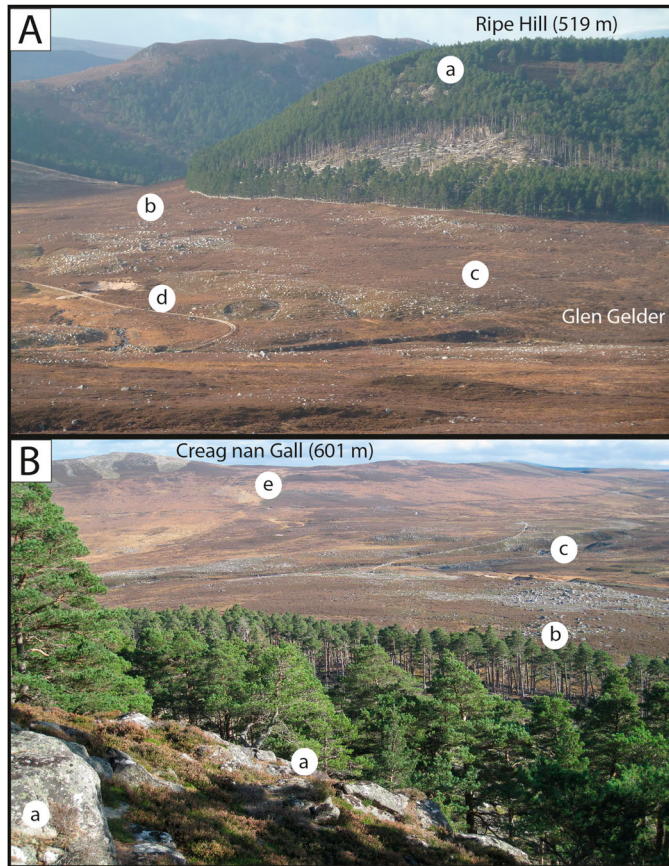 A
Ripe Hill (519 m)
a
b
c
d
Glen Gelder
B
Creag nan Gall (601 m)
e
c
b
a
a